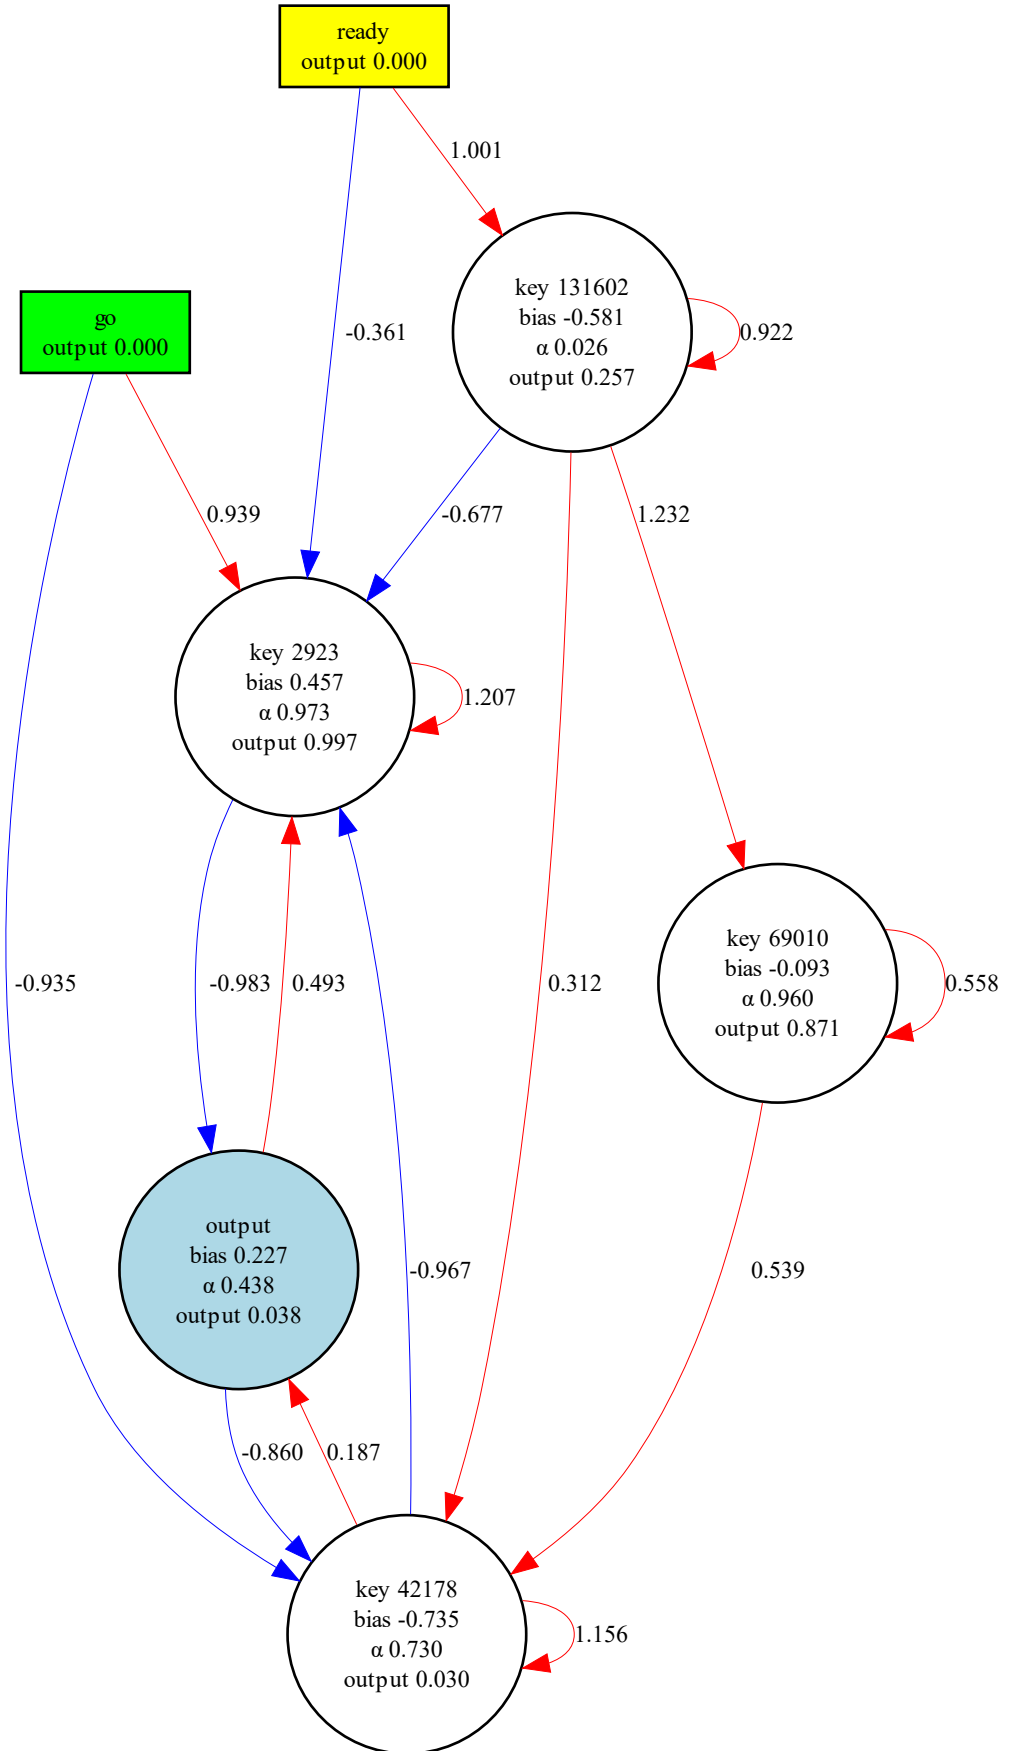 ready
output 0.000
1.001
key 131602
bias -0.581
α 0.026
output 0.257
0.922
go
output 0.000
-0.361
0.939
-0.677
1.232
key 2923
bias 0.457
α 0.973
output 0.997
1.207
key 69010
bias -0.093
α 0.960
output 0.871
0.558
-0.935
-0.983
0.493
0.312
output
bias 0.227
α 0.438
output 0.038
-0.967
0.539
-0.860
0.187
key 42178
bias -0.735
α 0.730
output 0.030
1.156